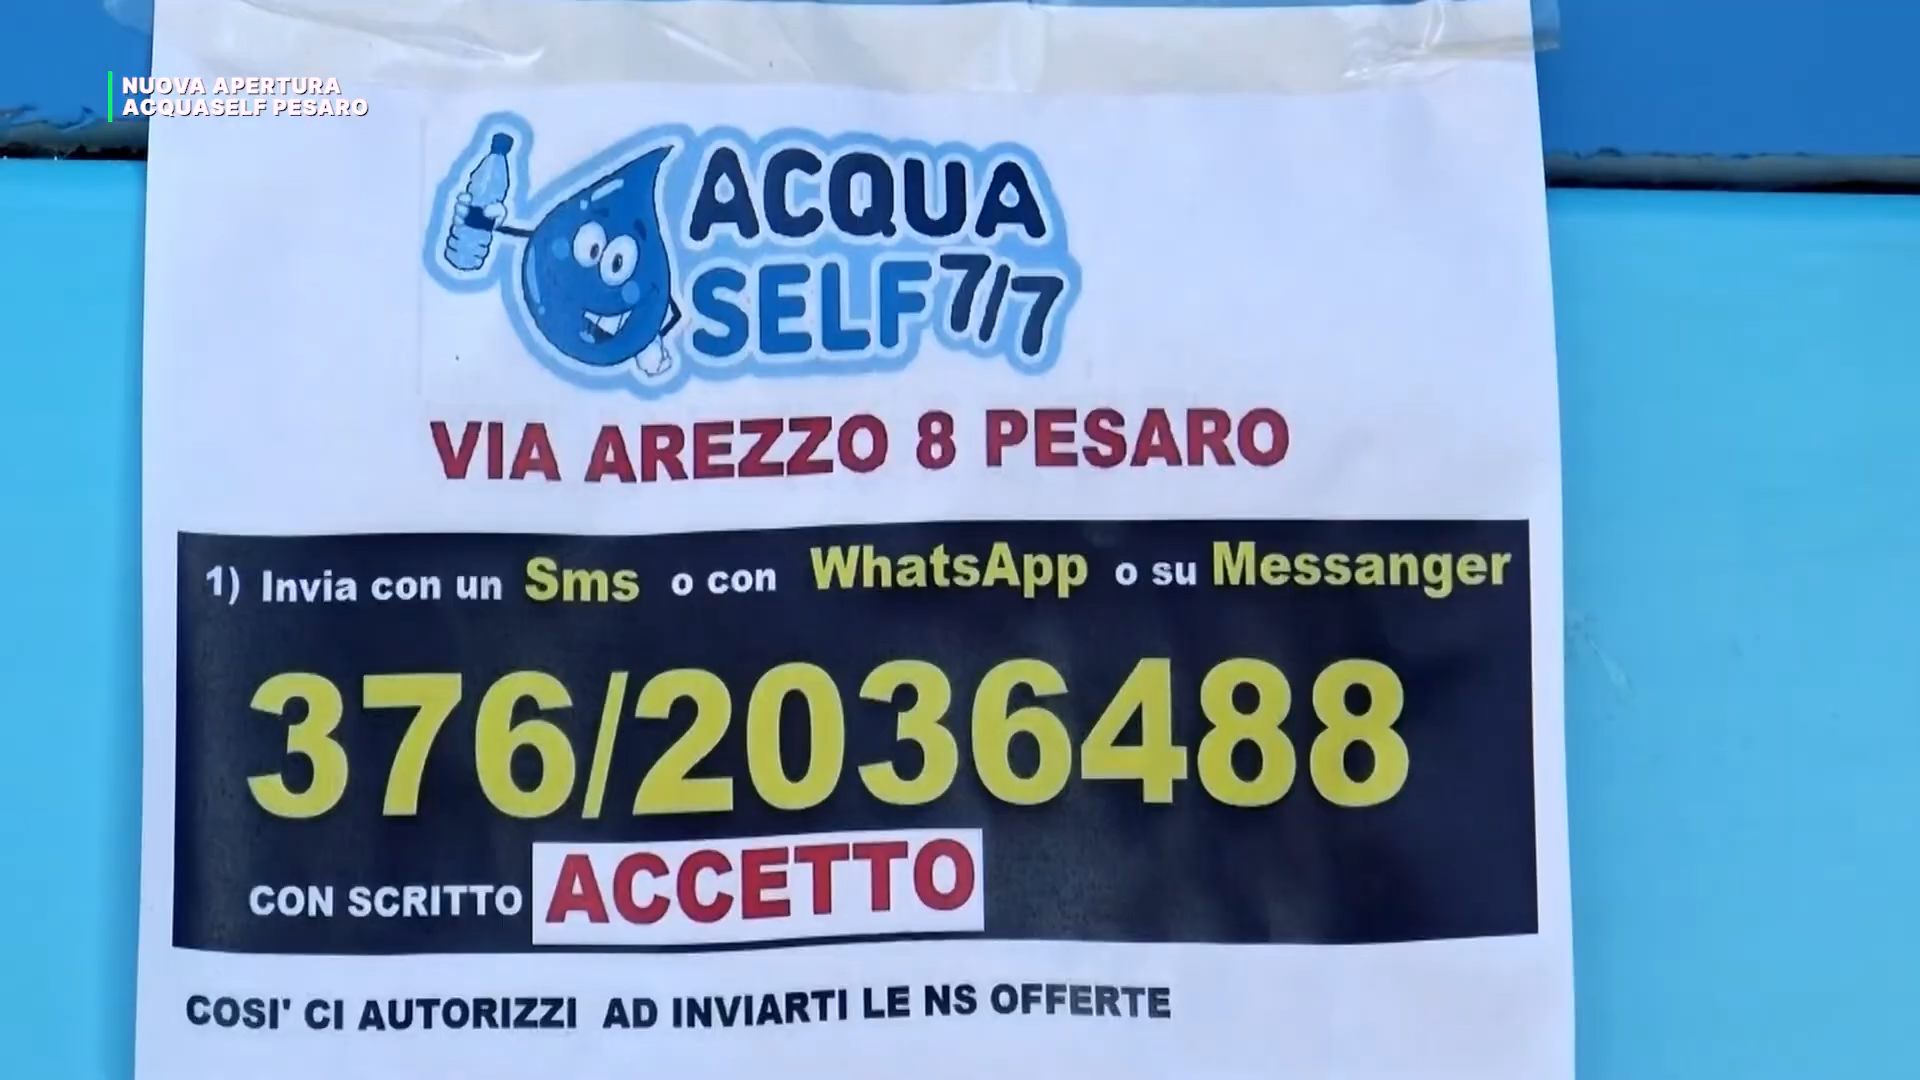 NUOVA APERTURA
ACQUASELF PESARO
ACQUA
SELF 7/7
VIA AREZZO 8 PESARO
1) Invia con un Sms o con WhatsApp o su Messanger
376/2036488
CON SCRITTO ACCETTO
COSI' CI AUTORIZZI AD INVIARTI LE NS OFFERTE